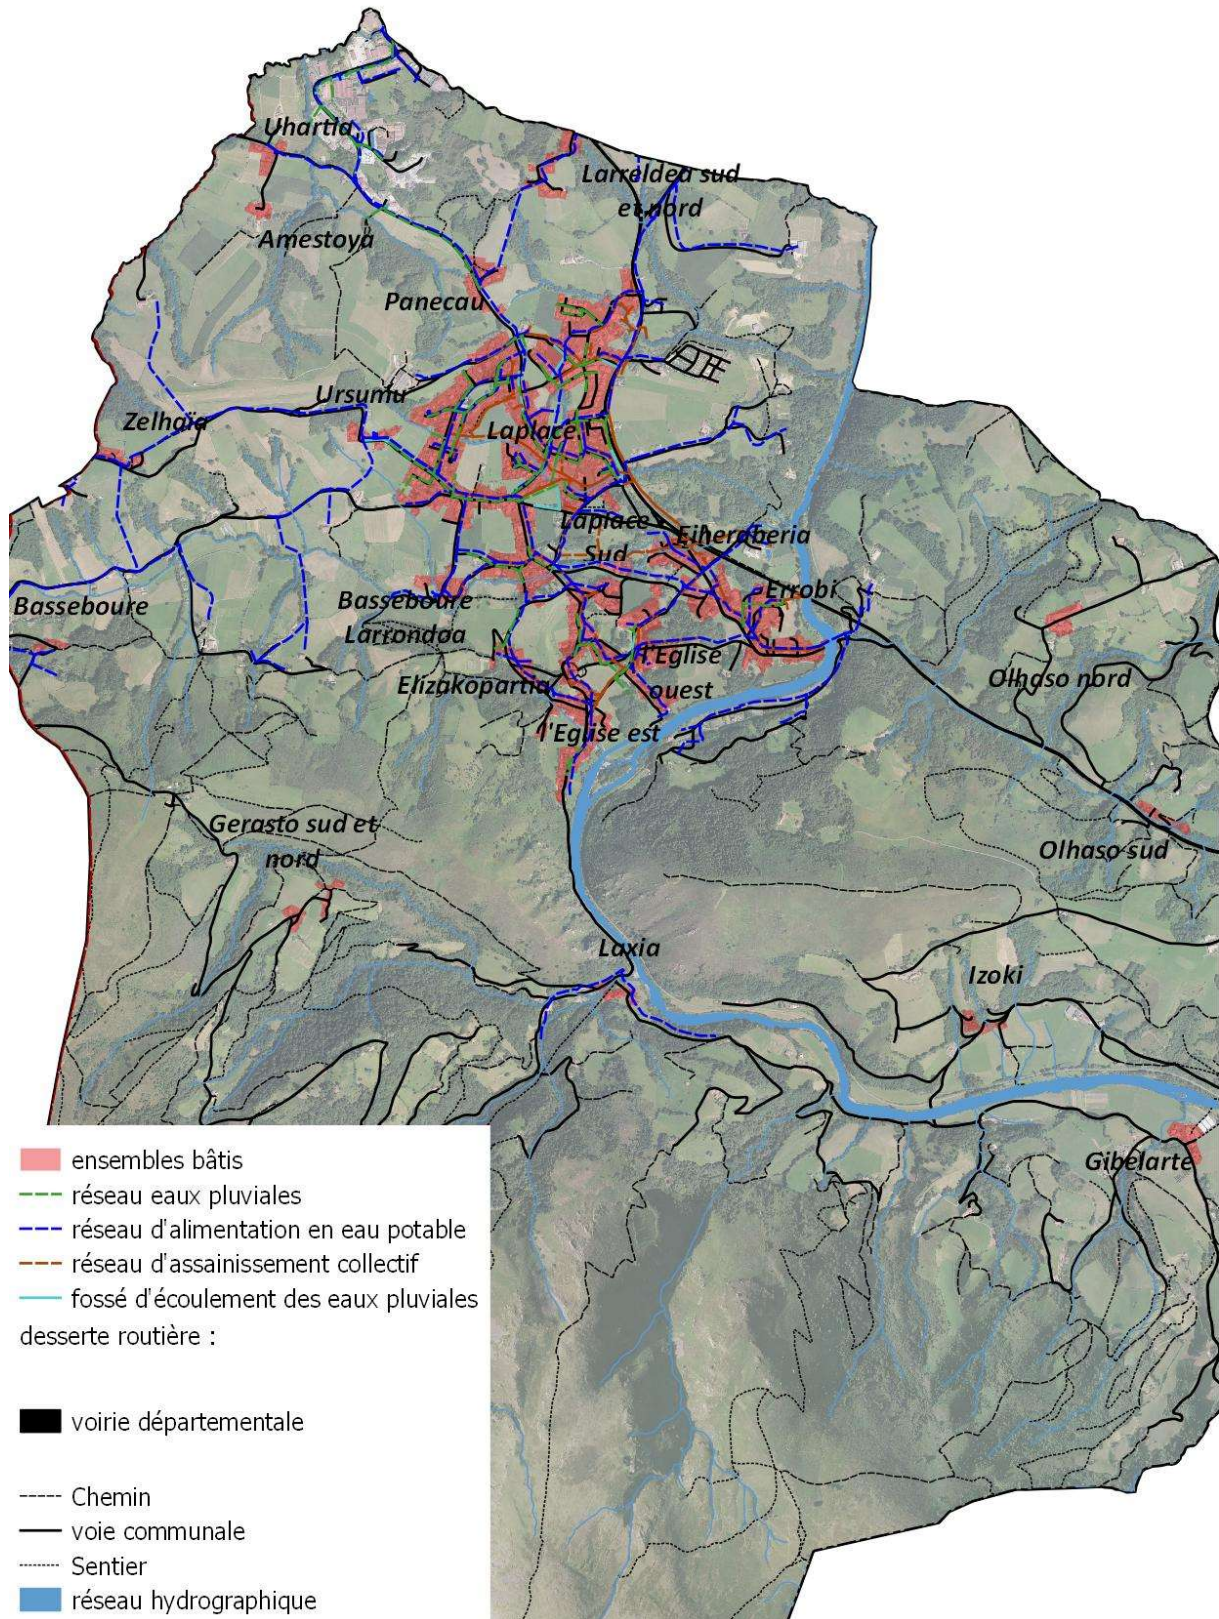 Uhartia
Larreldea sud
et nord
Amestoya
Panecau
Ursumu
Zelhaïa
Laplace
Laplace
Sud
Eiheraberia
Errobi
Basseboure
Basseboure
Larrondoa
l'Eglise
ouest
Elizakopartia
Olhaso nord
l'Eglise est
Gerasto sud et
nord
Olhaso sud
Laxia
Izoki
Gibelarte
ensembles bâtis
réseau eaux pluviales
réseau d'alimentation en eau potable
réseau d'assainissement collectif
fossé d'écoulement des eaux pluviales
desserte routière :
voirie départementale
Chemin
voie communale
Sentier
réseau hydrographique